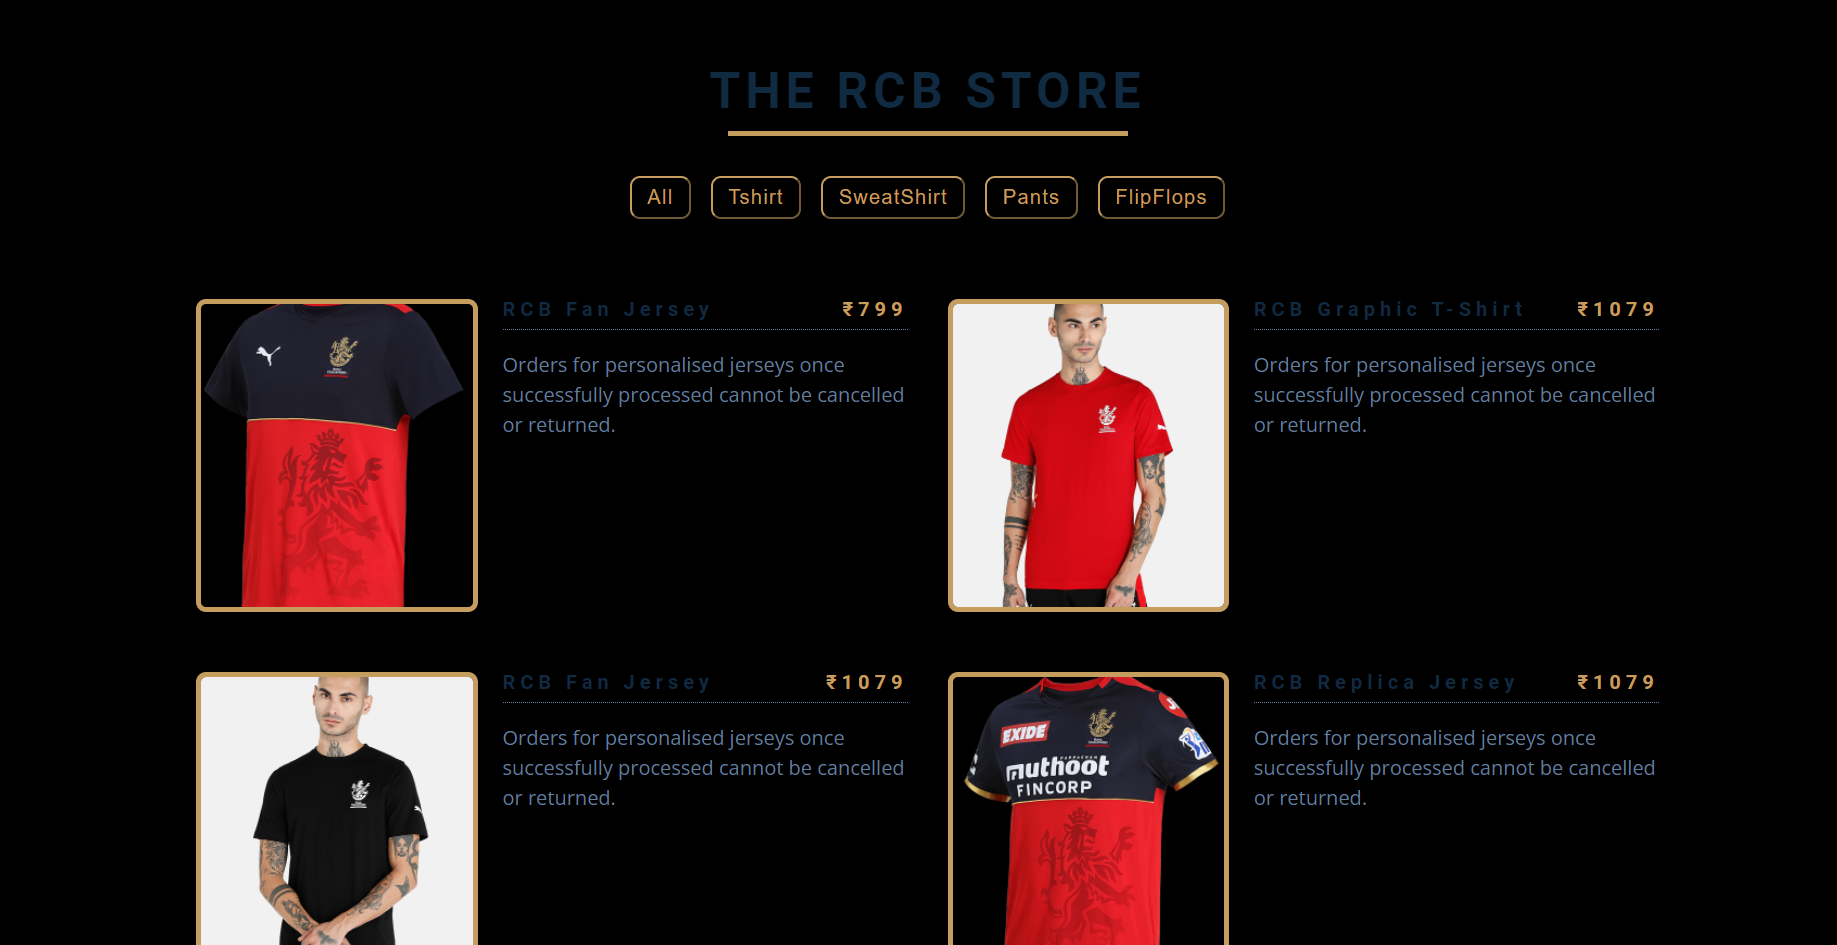 THE RCB STORE
All
Tshirt
SweatShirt
Pants
FlipFlops
RCB Fan Jersey
₹799
Orders for personalised jerseys once
successfully processed cannot be cancelled
or returned.
RCB Graphic T-Shirt
₹1079
Orders for personalised jerseys once
successfully processed cannot be cancelled
or returned.
RCB Fan Jersey
₹1079
Orders for personalised jerseys once
successfully processed cannot be cancelled
or returned.
EXIDE
muthoot
FINCORP
RCB Replica Jersey
₹1079
Orders for personalised jerseys once
successfully processed cannot be cancelled
or returned.